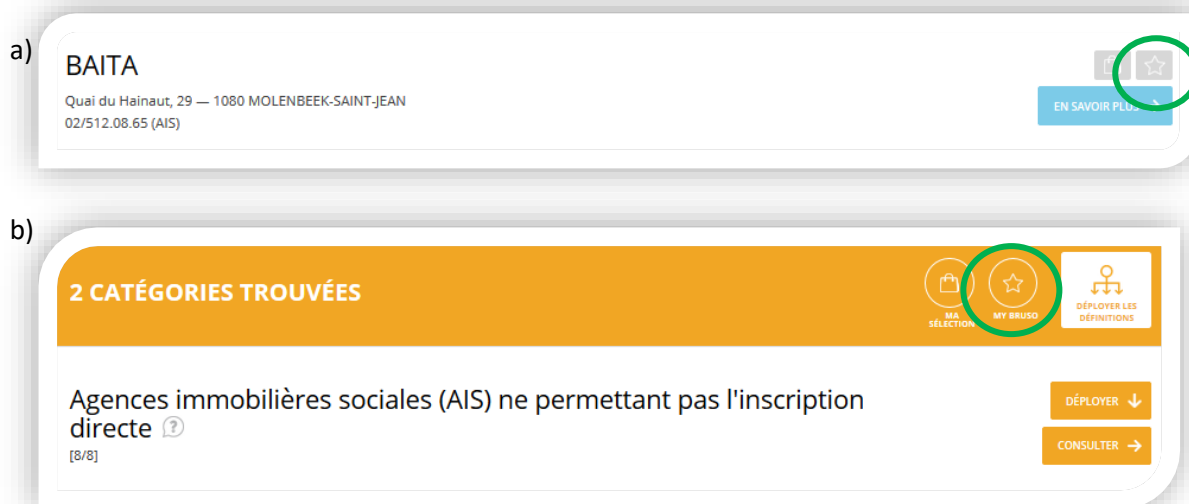 a)
BAITA
Quai du Hainaut, 29 — 1080 MOLENBEEK-SAINT-JEAN
02/512.08.65 (AIS)
EN SAVOIR PLUS
b)
2 CATÉGORIES TROUVÉES
MA
SÉLECTION
MY BRUSO
DÉPLOYER LES
DÉFINITIONS
Agences immobilières sociales (AIS) ne permettant pas l'inscription
directe ?
[8/8]
DÉPLOYER
CONSULTER